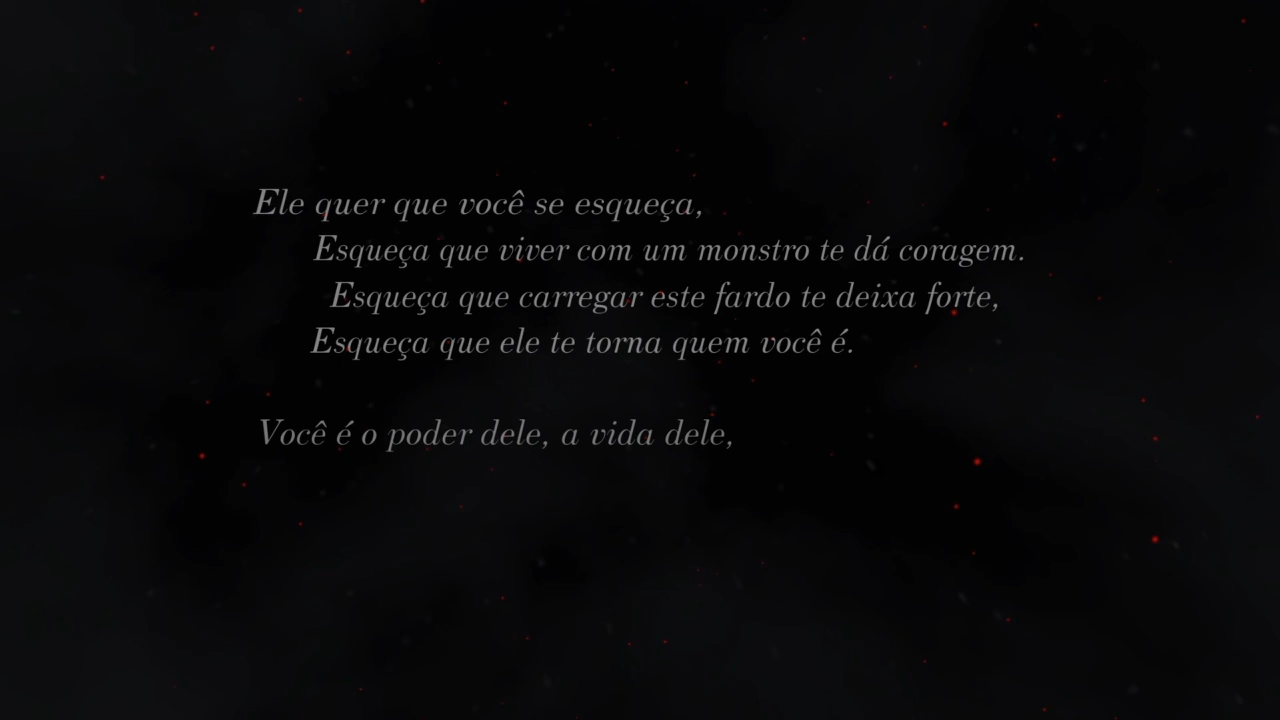 Ele quer que você se esqueça,
Esqueça que viver com um monstro te dá coragem.
Esqueça que carregar este fardo te deixa forte,
Esqueça que ele te torna quem você é.
Você é o poder dele, a vida dele,